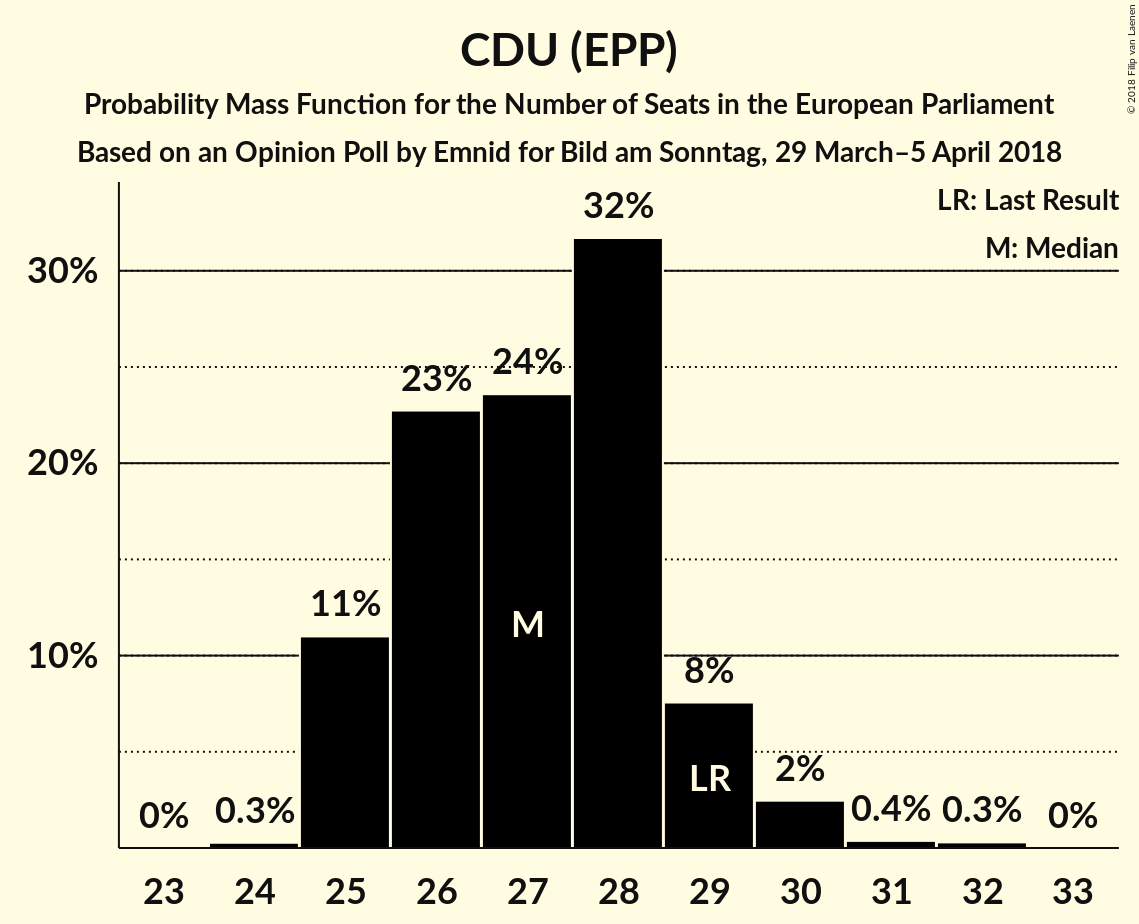 CDU (EPP)
Probability Mass Function for the Number of Seats in the European Parliament
Based on an Opinion Poll by Emnid for Bild am Sonntag, 29 March–5 April 2018
© 2018 Filip van Laenen
LR: Last Result
M: Median
30%
20%
10%
0%
0.3%
11%
23%
24%
32%
8%
2%
0.4%
0.3%
0%
M
LR
23 24 25 26 27 28 29 30 31 32 33